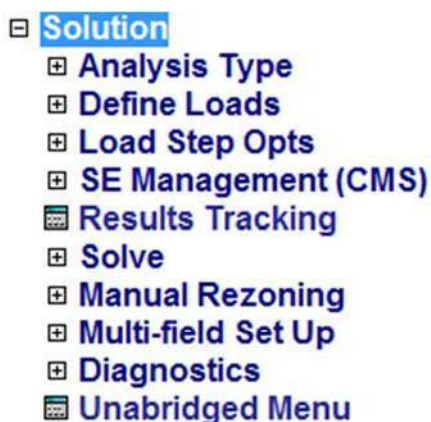 Solution
Analysis Type
Define Loads
Load Step Opts
SE Management (CMS)
Results Tracking
Solve
Manual Rezoning
Multi-field Set Up
Diagnostics
Unabridged Menu